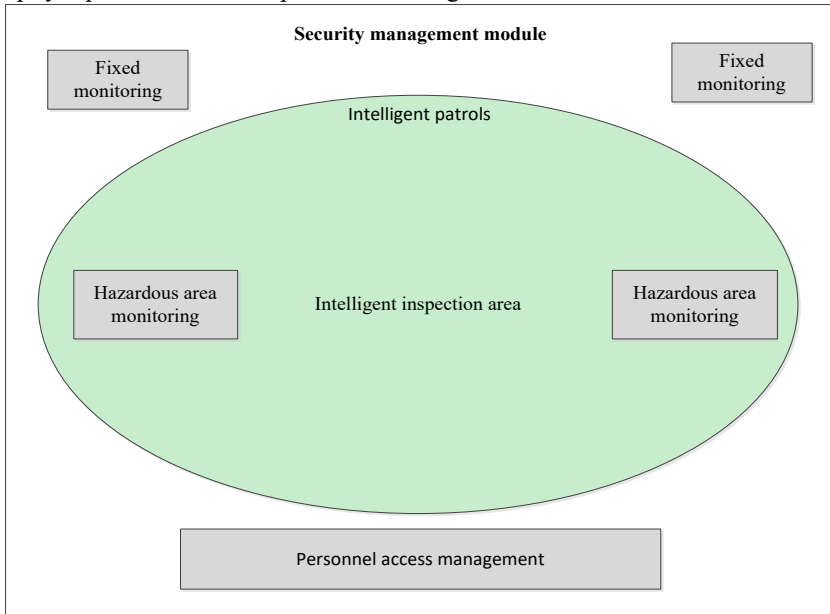 Security management module
Fixed
monitoring
Fixed
monitoring
Intelligent patrols
Hazardous area
monitoring
Intelligent inspection area
Hazardous area
monitoring
Personnel access management